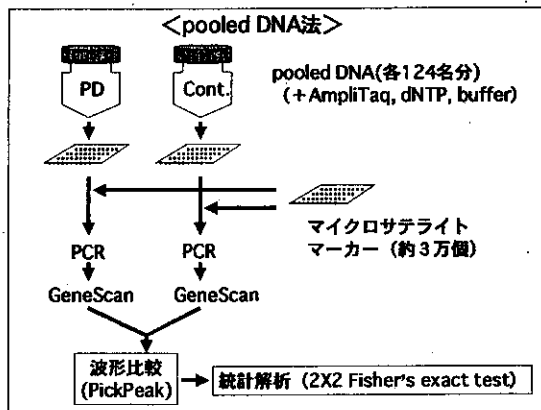 ＜pooled DNA法＞
PD
Cont.
pooled DNA(各124名分)
(＋AmpliTaq, dNTP, buffer)
マイクロサテライト
マーカー（約３万個）
PCR
PCR
GeneScan
GeneScan
波形比較
(PickPeak)
統計解析（2X2 Fisher's exact test）